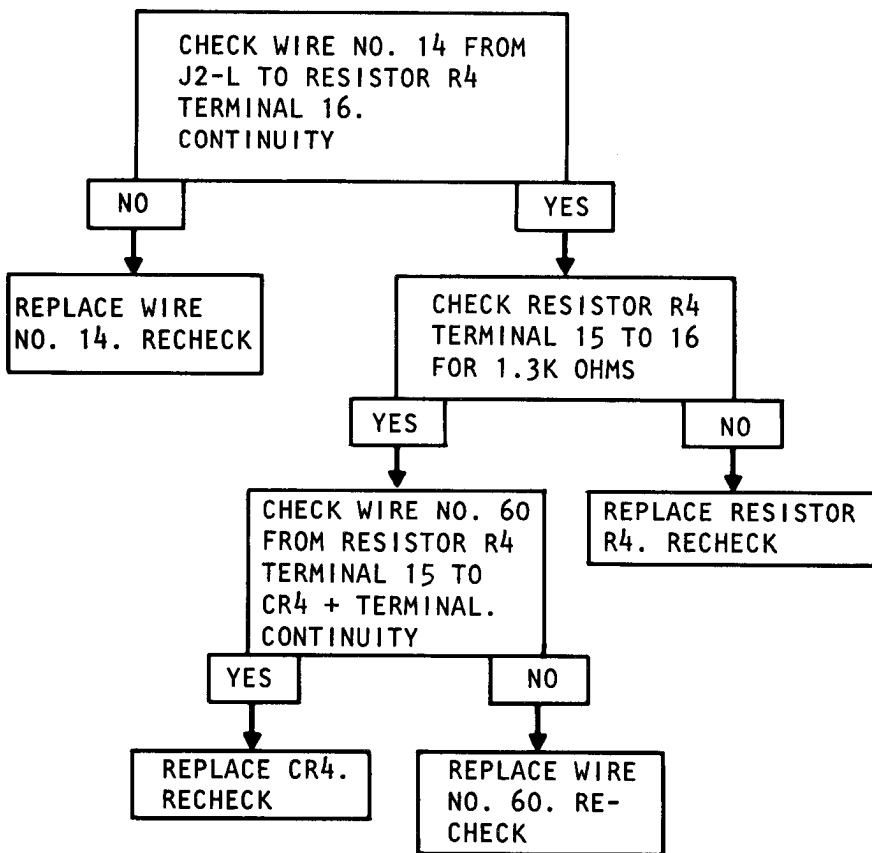 CHECK WIRE NO. 14 FROM
J2-L TO RESISTOR R4
TERMINAL 16.
CONTINUITY
NO
YES
REPLACE WIRE
NO. 14. RECHECK
CHECK RESISTOR R4
TERMINAL 15 TO 16
FOR 1.3K OHMS
YES
NO
CHECK WIRE NO. 60
FROM RESISTOR R4
TERMINAL 15 TO
CR4 + TERMINAL.
CONTINUITY
REPLACE RESISTOR
R4. RECHECK
YES
NO
REPLACE CR4.
RECHECK
REPLACE WIRE
NO. 60. RE-
CHECK